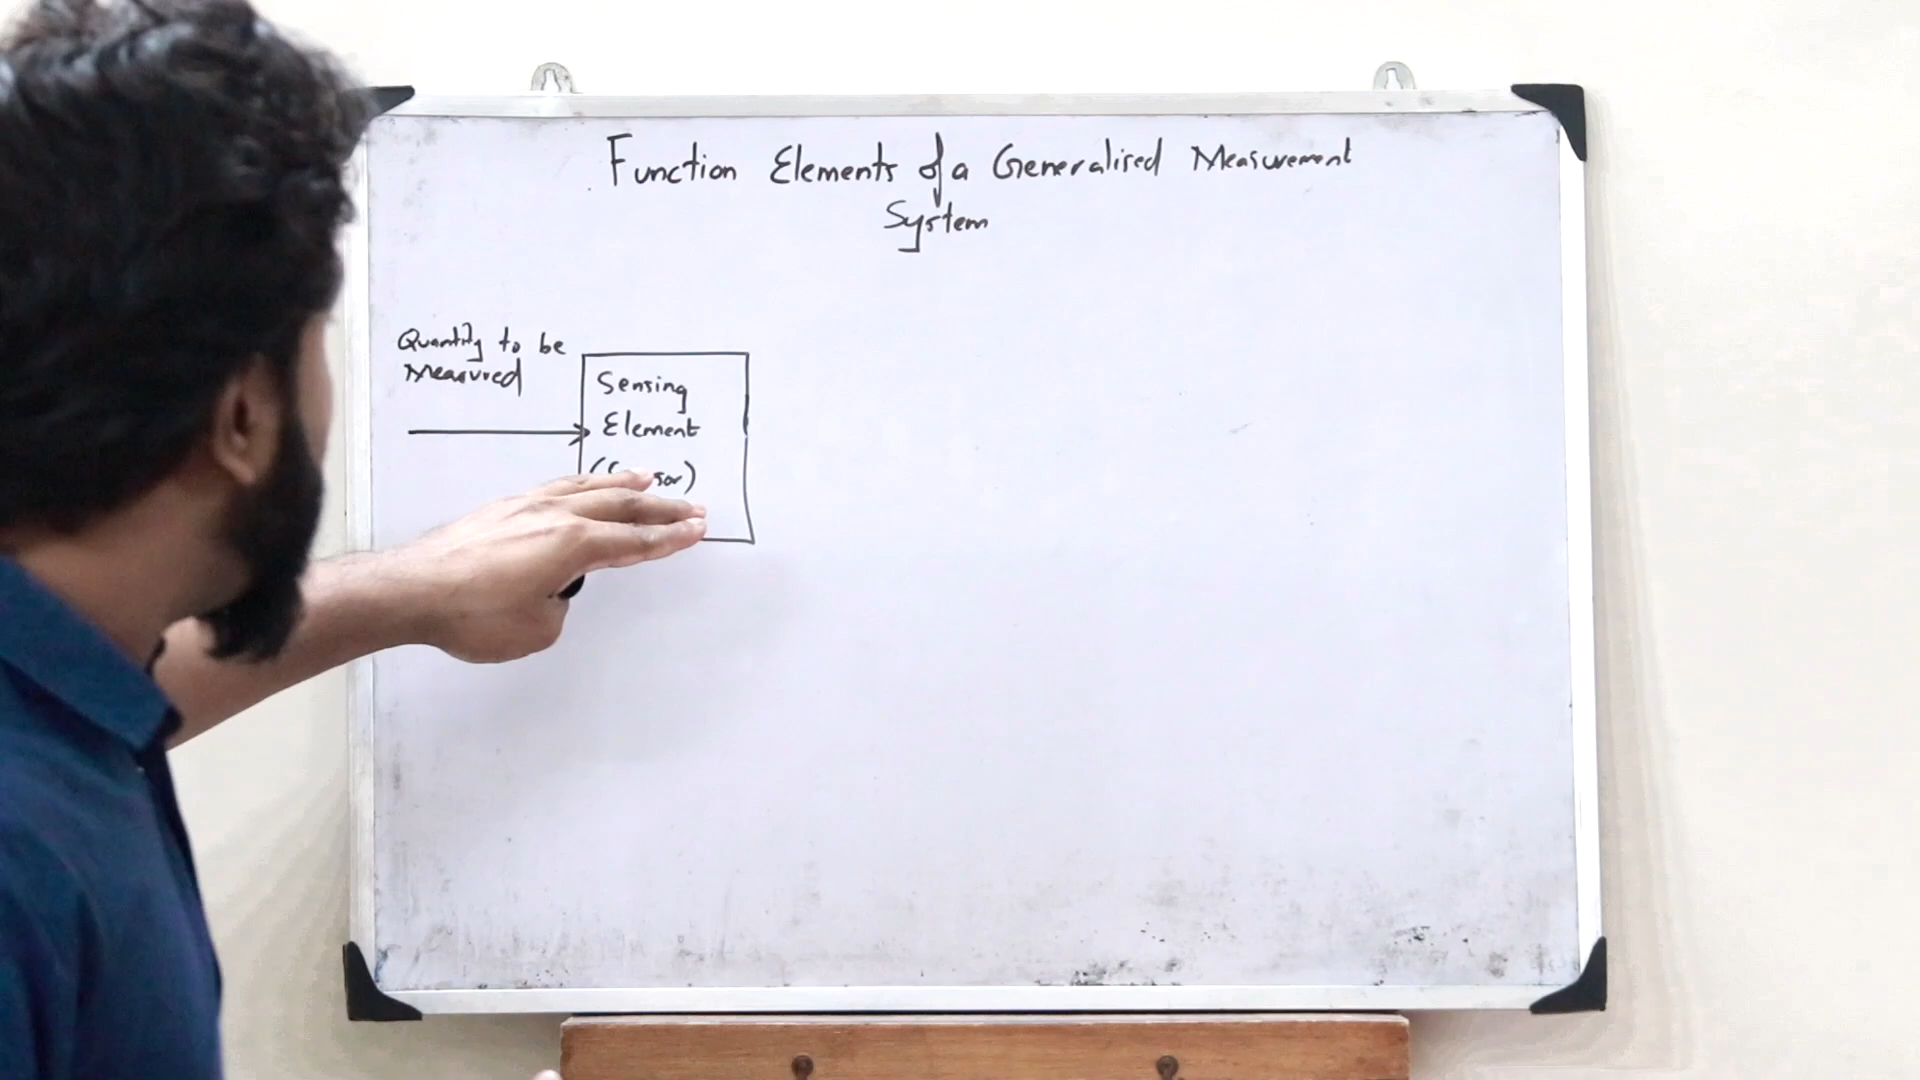 Function Elements of a Generalised Measurement
System
Quantity to be
Measured
Sensing
Element